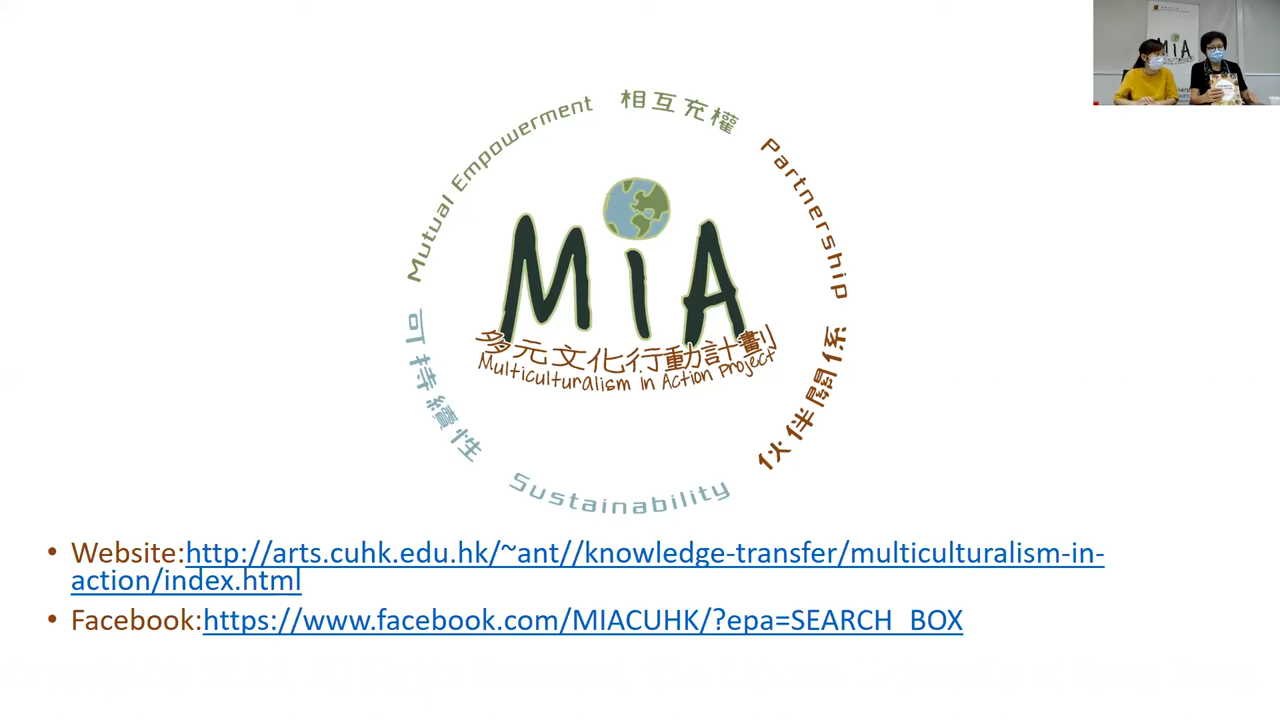 Mutual Empowerment
相互充權
Partnership
伙伴關係
Sustainability
可持續性
MiA
多元文化行動計劃
Multiculturalism in Action Project
• Website:http://arts.cuhk.edu.hk/~ant//knowledge-transfer/multiculturalism-in-
action/index.html
• Facebook:https://www.facebook.com/MIACUHK/?epa=SEARCH_BOX
MiA